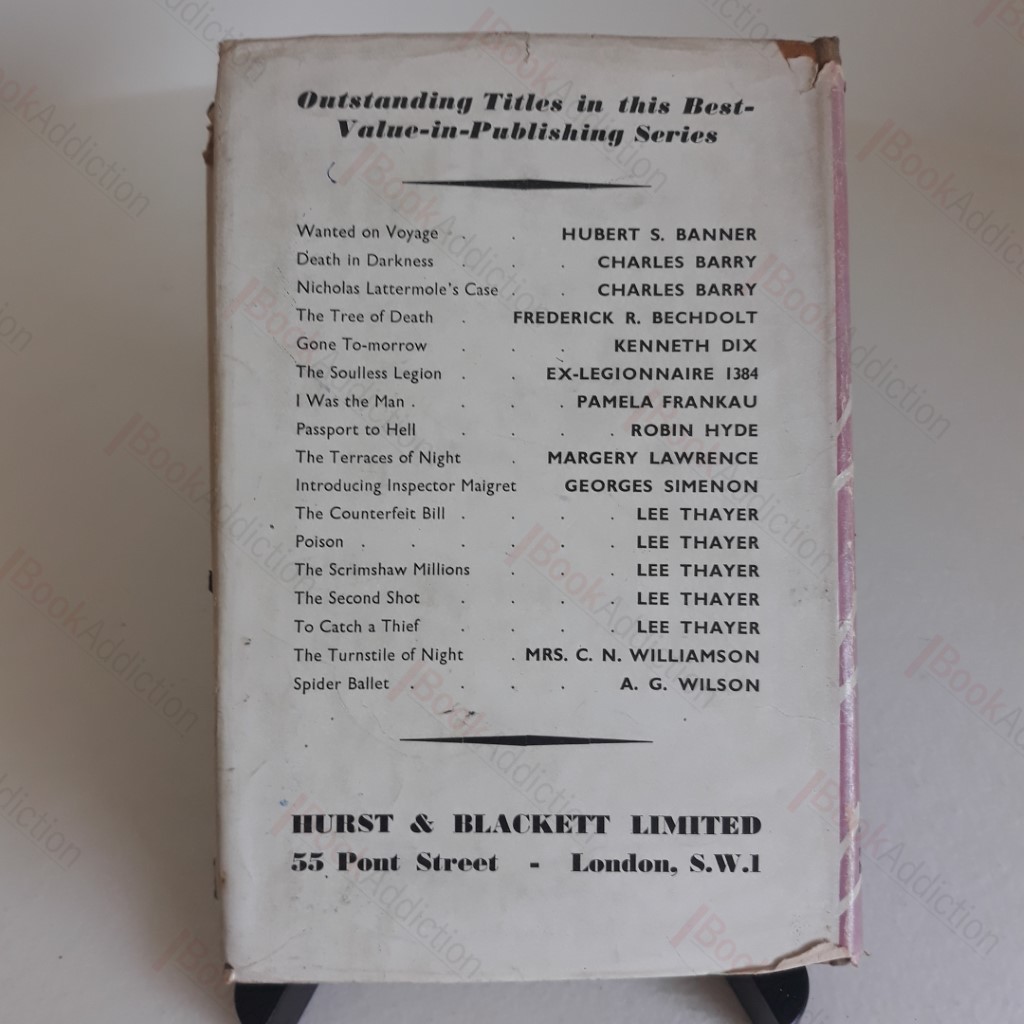 Outstanding Titles in this Best-
Value-in-Publishing Series
Wanted on Voyage . . HUBERT S. BANNER
Death in Darkness . . . CHARLES BARRY
Nicholas Lattermole's Case . . CHARLES BARRY
The Tree of Death . FREDERICK R. BECHDOLT
Gone To-morrow . . . KENNETH DIX
The Soulless Legion . . EX-LEGIONNAIRE 1384
I Was the Man . . . . PAMELA FRANKAU
Passport to Hell . . . . ROBIN HYDE
The Terraces of Night . MARGERY LAWRENCE
Introducing Inspector Maigret GEORGES SIMENON
The Counterfeit Bill . . . . LEE THAYER
Poison . . . . . . LEE THAYER
The Scrimshaw Millions . . . LEE THAYER
The Second Shot . . . . LEE THAYER
To Catch a Thief . . . . LEE THAYER
The Turnstile of Night . MRS. C. N. WILLIAMSON
Spider Ballet . . . . A. G. WILSON
HURST & BLACKETT LIMITED
55 Pont Street - London, S.W.1
BookAddiction